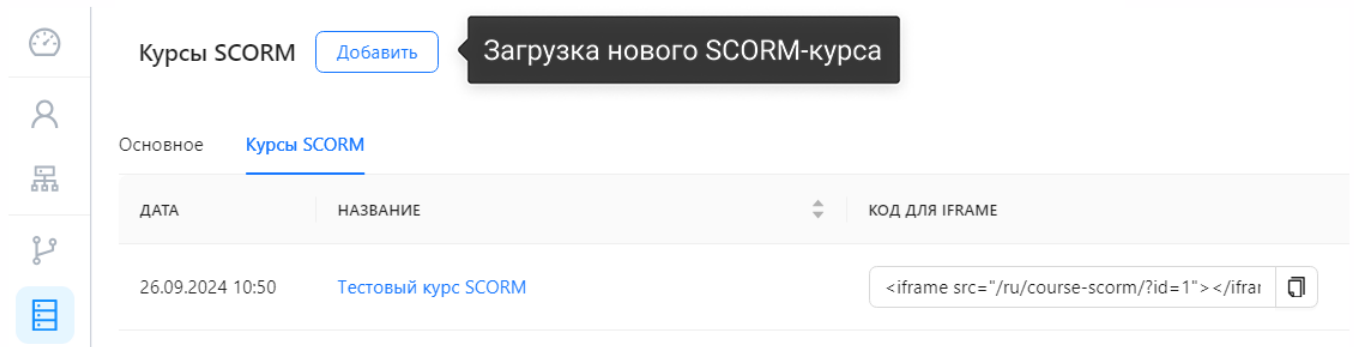 Курсы SCORM Добавить Загрузка нового SCORM-курса
Основное Курсы SCORM
ДАТА НАЗВАНИЕ КОД ДЛЯ IFRAME
26.09.2024 10:50 Тестовый курс SCORM <iframe src="/ru/course-scorm/?id=1"></ifrar